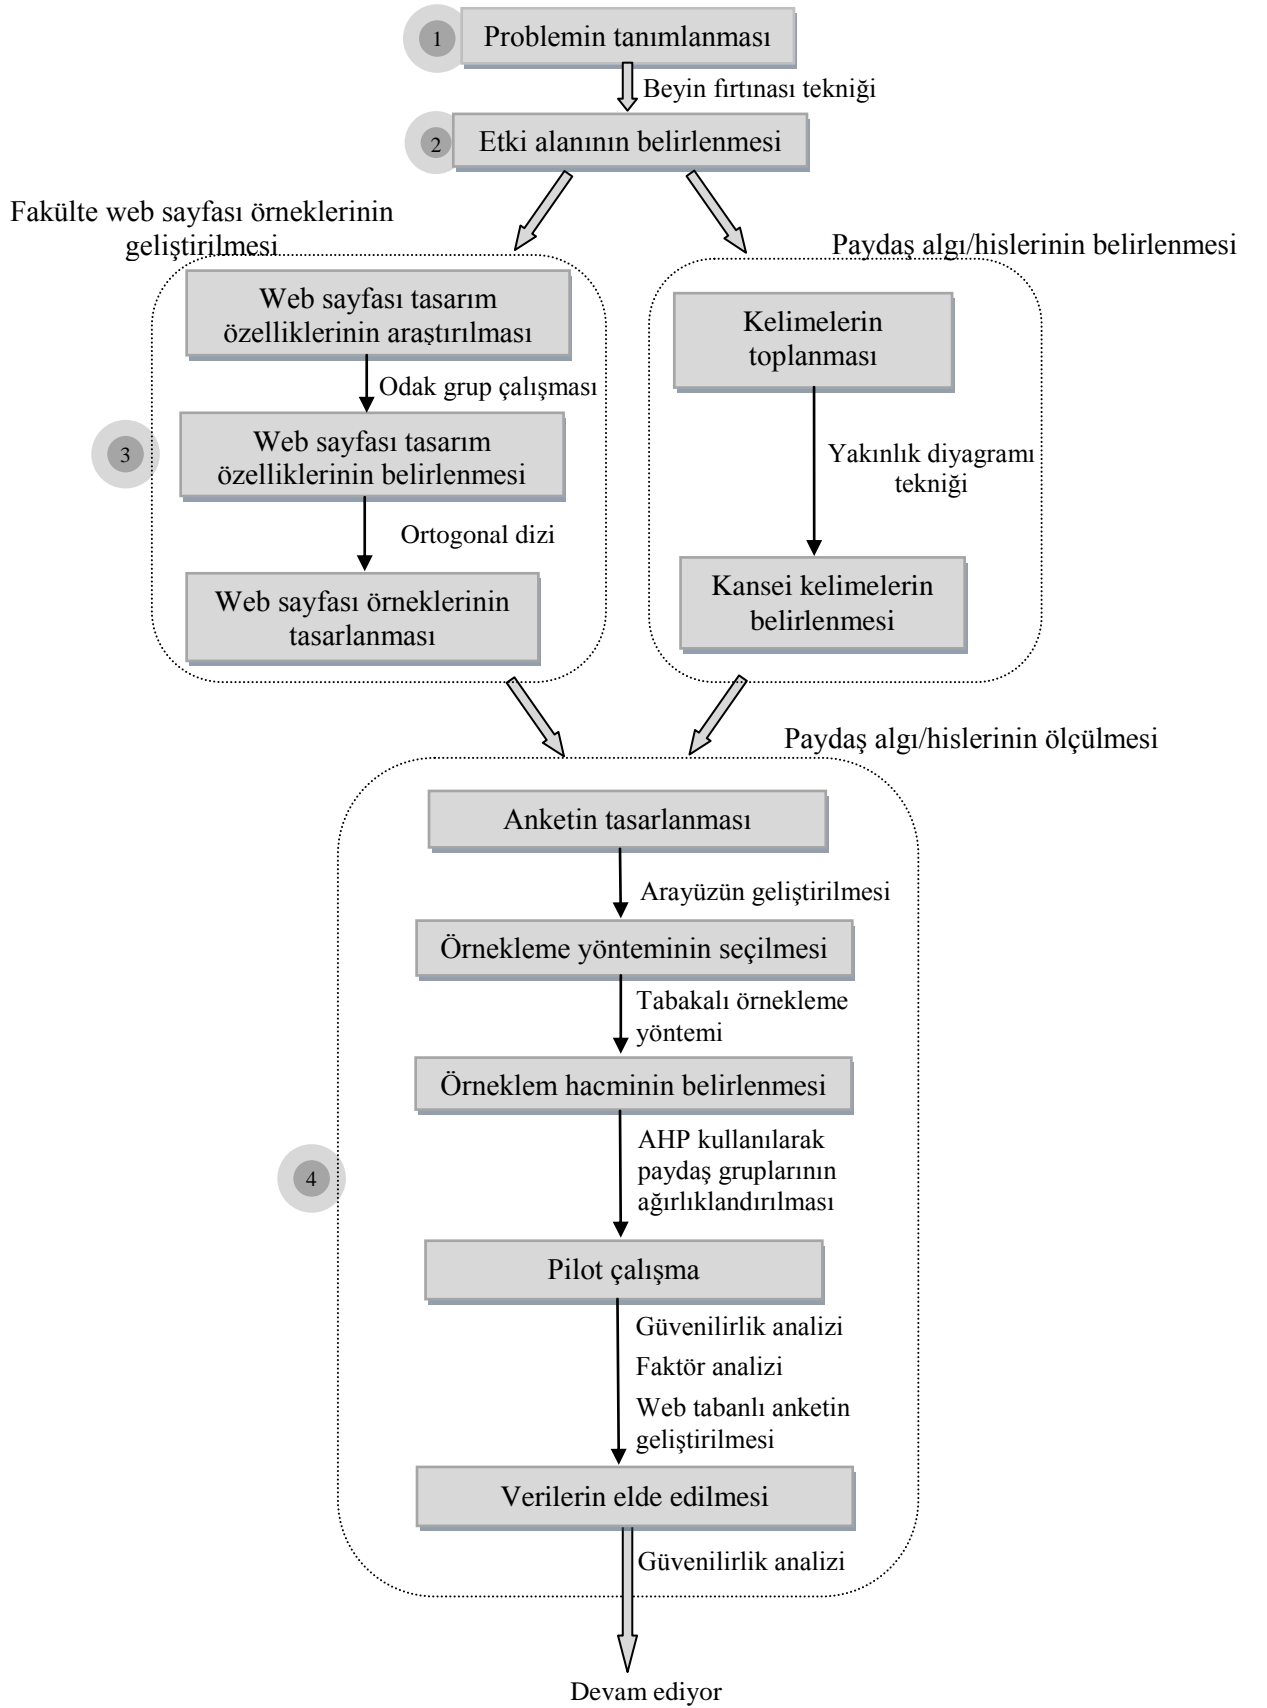 1
Problemin tanımlanması
Beyin fırtınası tekniği
2
Etki alanının belirlenmesi
Fakülte web sayfası örneklerinin
geliştirilmesi
Web sayfası tasarım
özelliklerinin araştırılması
Odak grup çalışması
3
Web sayfası tasarım
özelliklerinin belirlenmesi
Ortogonal dizi
Web sayfası örneklerinin
tasarlanması
Paydaş algı/hislerinin belirlenmesi
Kelimelerin
toplanması
Yakınlık diyagramı
tekniği
Kansei kelimelerin
belirlenmesi
Paydaş algı/hislerinin ölçülmesi
Anketin tasarlanması
Arayüzün geliştirilmesi
Örnekleme yönteminin seçilmesi
Tabakalı örnekleme
yöntemi
Örneklem hacminin belirlenmesi
4
AHP kullanılarak
paydaş gruplarının
ağırlıklandırılması
Pilot çalışma
Güvenilirlik analizi
Faktör analizi
Web tabanlı anketin
geliştirilmesi
Verilerin elde edilmesi
Güvenilirlik analizi
Devam ediyor